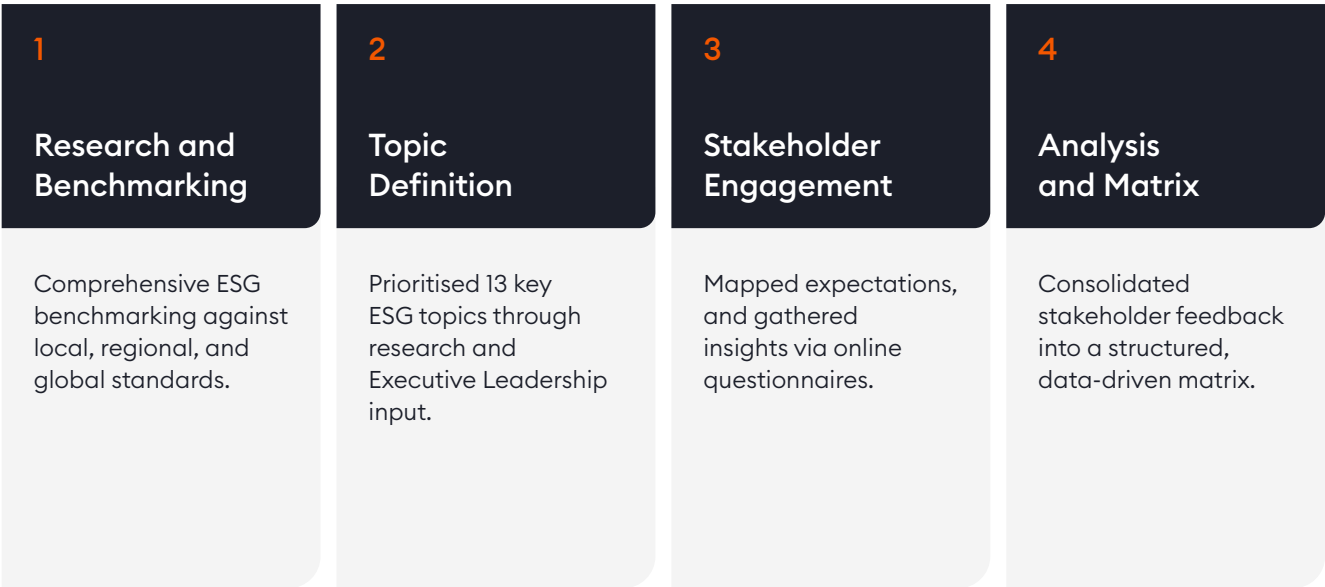 1
Research and
Benchmarking
Comprehensive ESG
benchmarking against
local, regional, and
global standards.
2
Topic
Definition
Prioritised 13 key
ESG topics through
research and
Executive Leadership
input.
3
Stakeholder
Engagement
Mapped expectations,
and gathered
insights via online
questionnaires.
4
Analysis
and Matrix
Consolidated
stakeholder feedback
into a structured,
data-driven matrix.